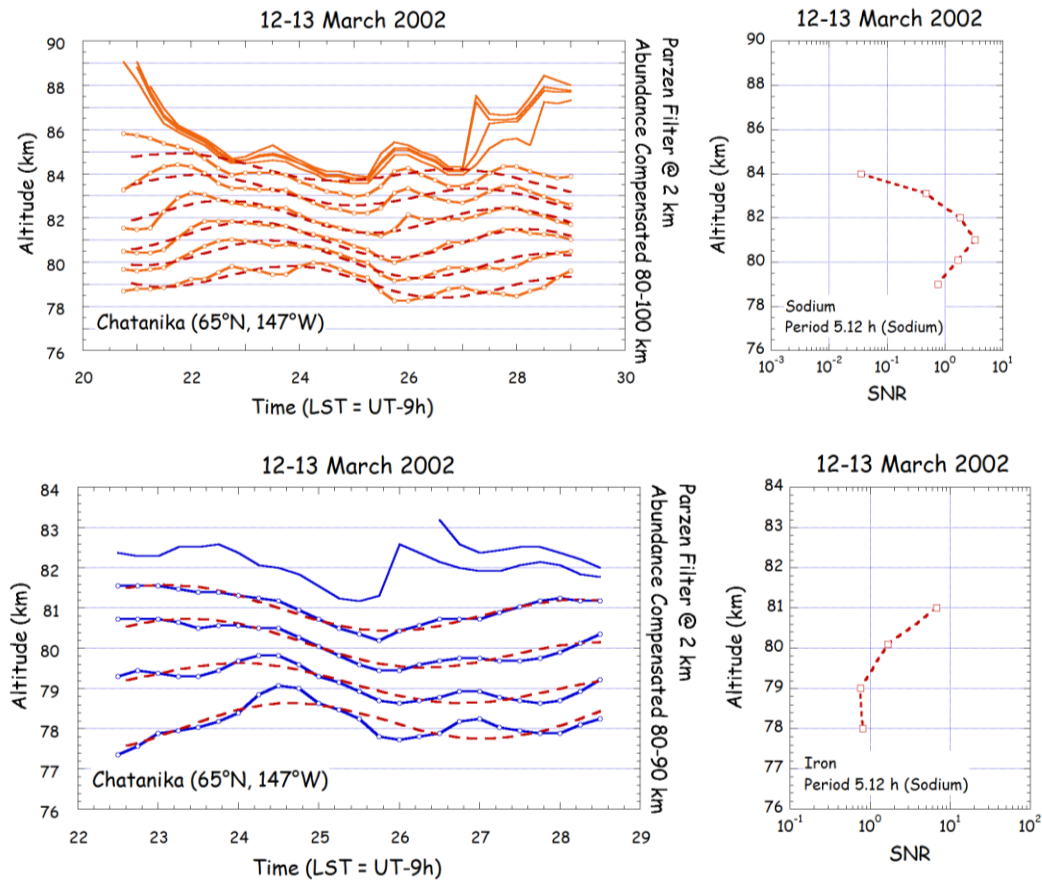 12-13 March 2002
90
88
86
84
82
80
78
76
Altitude (km)
Chatanika (65°N, 147°W)
20
22
24
26
28
30
Time (LST = UT-9h)
Parzen Filter @ 2 km
Abundance Compensated 80-100 km
12-13 March 2002
90
88
86
84
82
80
78
76
Altitude (km)
Sodium
Period 5.12 h (Sodium)
10⁻³
10⁻²
10⁻¹
10⁰
10¹
SNR
12-13 March 2002
84
83
82
81
80
79
78
77
76
Altitude (km)
Chatanika (65°N, 147°W)
22
23
24
25
26
27
28
29
Time (LST = UT-9h)
Parzen Filter @ 2 km
Abundance Compensated 80-90 km
12-13 March 2002
84
83
82
81
80
79
78
77
76
Altitude (km)
Iron
Period 5.12 h (Sodium)
10⁻¹
10⁰
10¹
10²
SNR